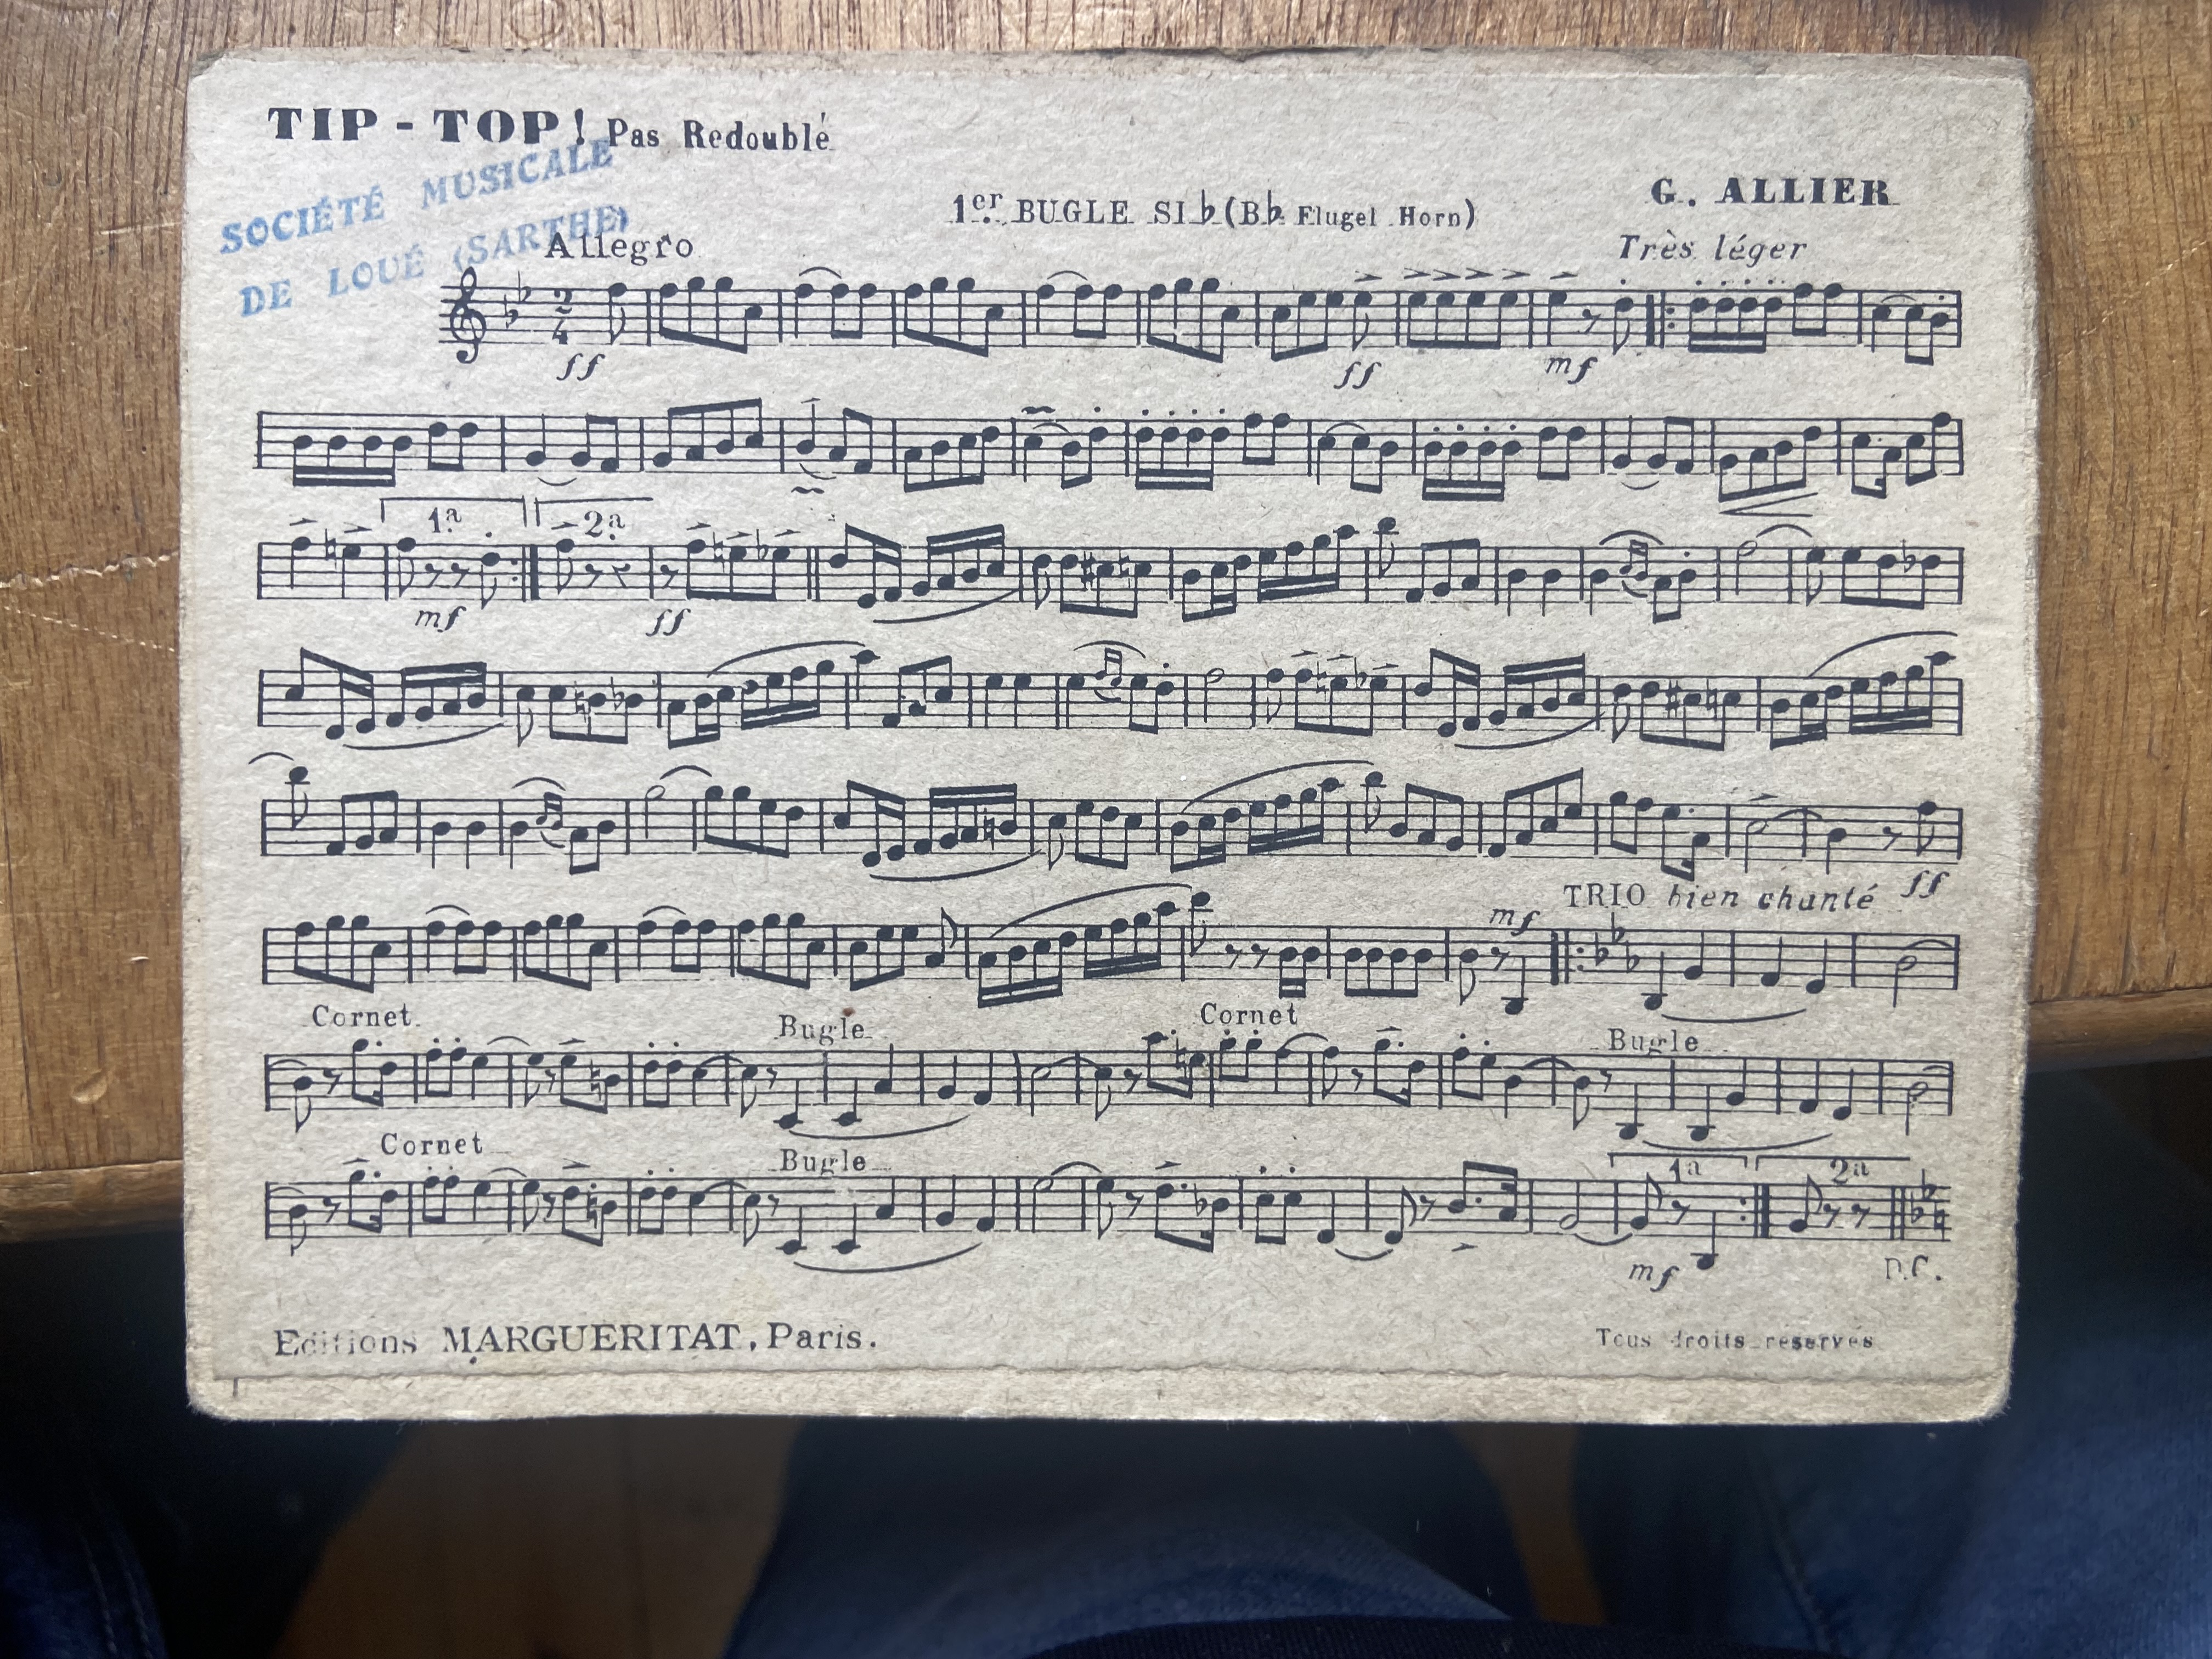 TIP - TOP! Pas Redoublé
SOCIÉTÉ MUSICALE
DE LOUÉ (SARTHE)
1er BUGLE SI♭ (B♭ Flugel Horn)
G. ALLIER
Allegro
Très léger
ff
ff
mf
1a
2a
mf
ff
ff
TRIO bien chanté
mf
Cornet
Bugle
Cornet
Bugle
Cornet
Bugle
1a
2a
mf
D.C.
Editions MARGUERITAT, Paris.
Tous droits réservés